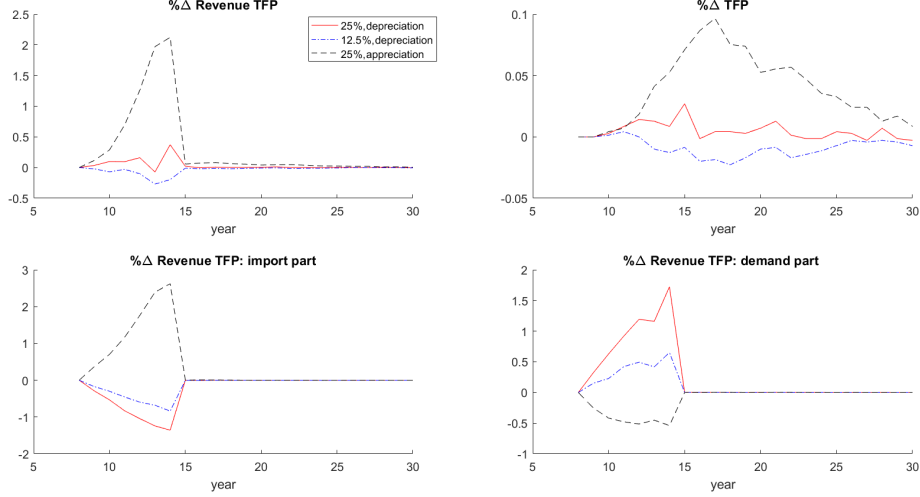 %Δ Revenue TFP
2.5
2
1.5
1
0.5
0
-0.5
5 10 15 20 25 30
year
25%,depreciation
12.5%,depreciation
25%,appreciation
%Δ TFP
0.1
0.05
0
-0.05
5 10 15 20 25 30
year
%Δ Revenue TFP: import part
3
2
1
0
-1
-2
5 10 15 20 25 30
year
%Δ Revenue TFP: demand part
2
1.5
1
0.5
0
-0.5
-1
5 10 15 20 25 30
year